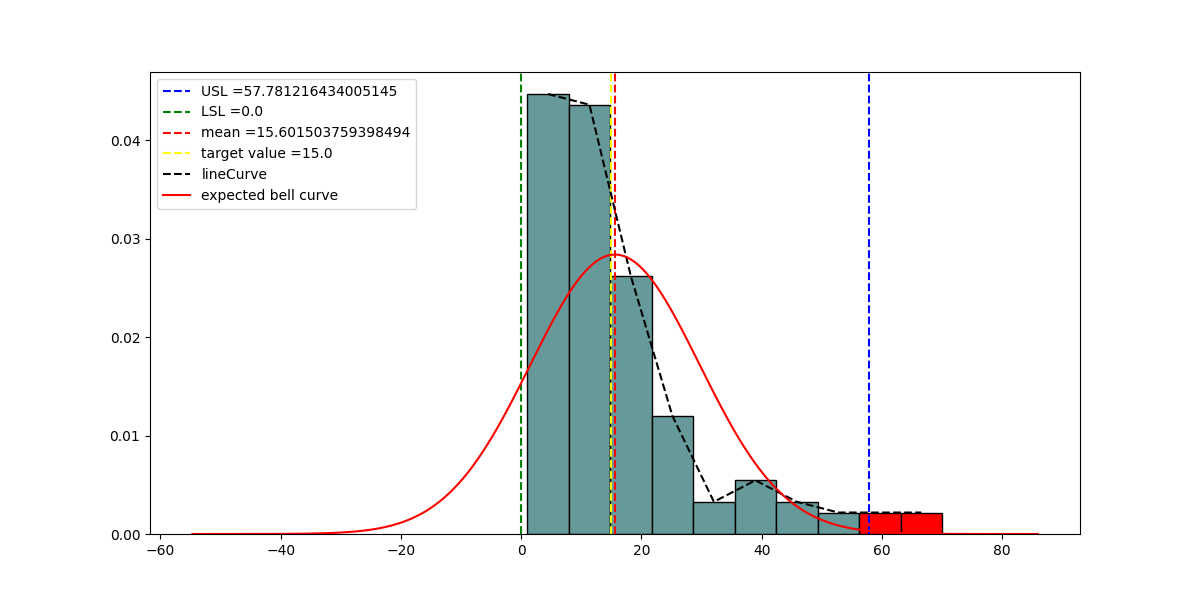 USL =57.781216434005145
LSL =0.0
mean =15.601503759398494
target value =15.0
lineCurve
expected bell curve
0.04
0.03
0.02
0.01
0.00
−60 −40 −20 0 20 40 60 80